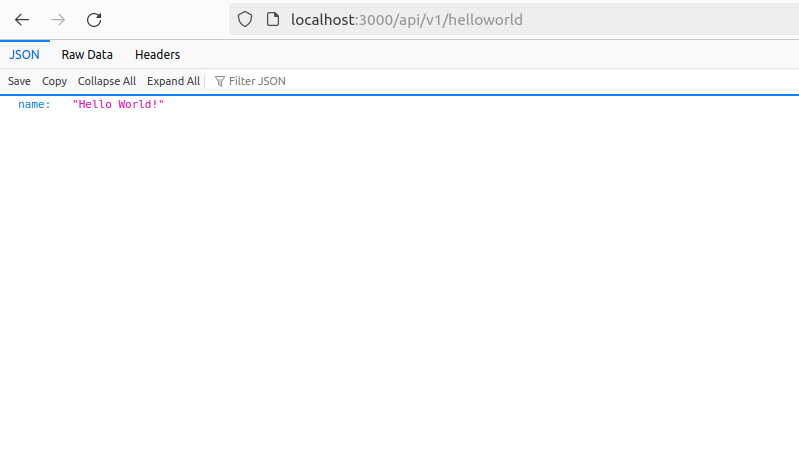 localhost:3000/api/v1/helloworld
JSON Raw Data Headers
Save Copy Collapse All Expand All Filter JSON
name: "Hello World!"